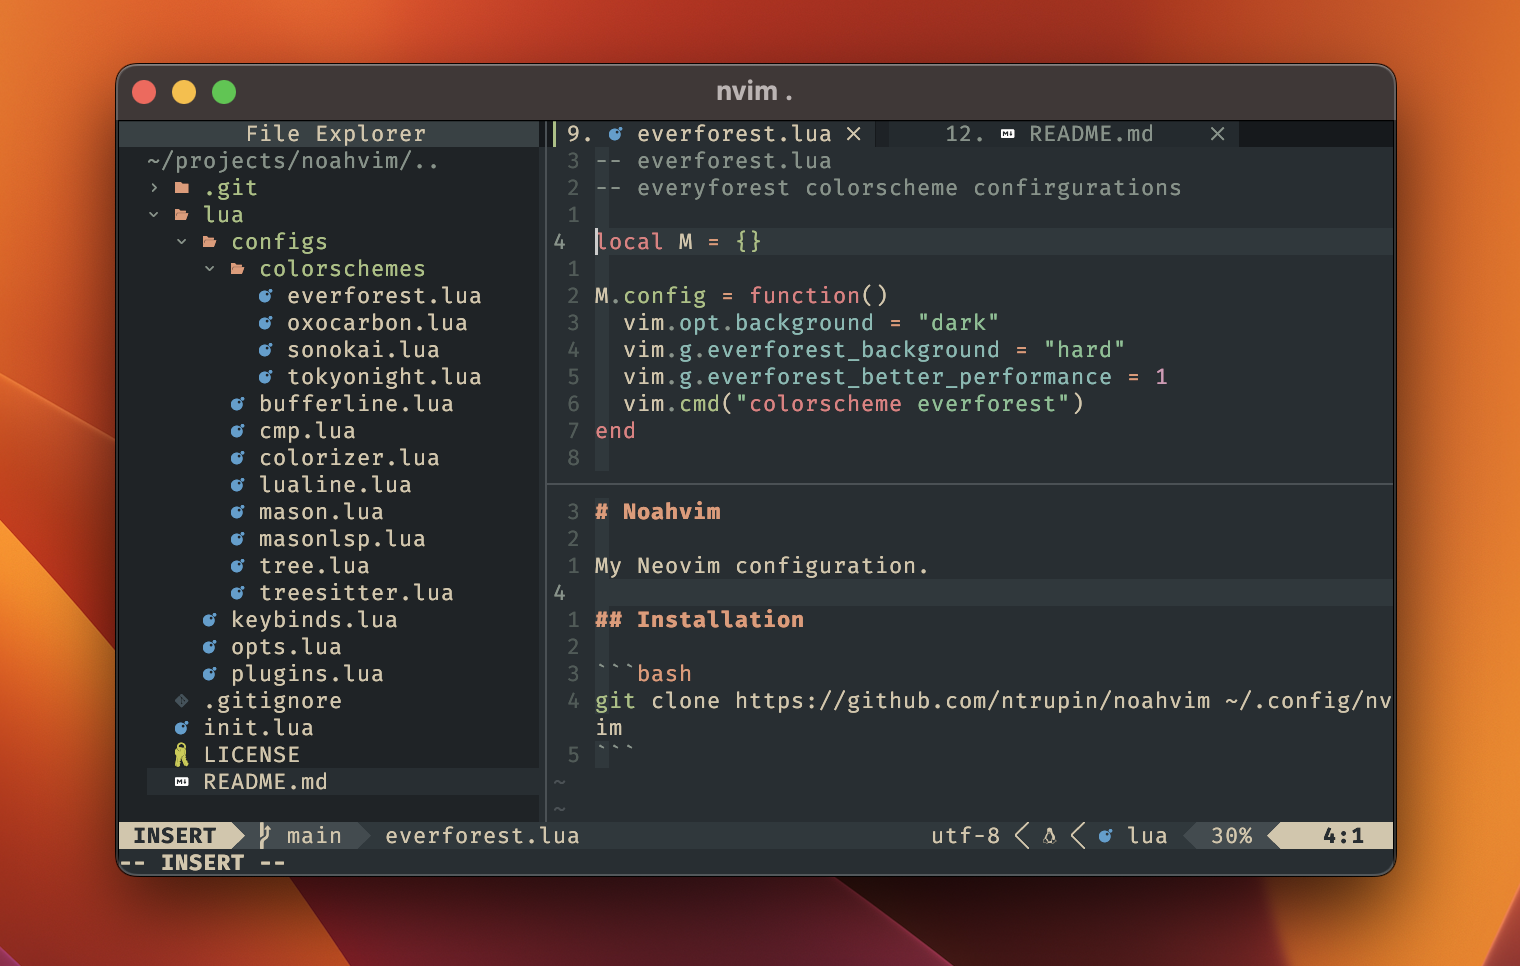 nvim .
File Explorer
~/projects/noahvim/..
.git
lua
configs
colorschemes
everforest.lua
oxocarbon.lua
sonokai.lua
tokyonight.lua
bufferline.lua
cmp.lua
colorizer.lua
lualine.lua
mason.lua
masonlsp.lua
tree.lua
treesitter.lua
keybinds.lua
opts.lua
plugins.lua
.gitignore
init.lua
LICENSE
README.md
9. everforest.lua × 12. README.md ×
3 -- everforest.lua
2 -- everyforest colorscheme confirgurations
1
4 local M = {}
1
2 M.config = function()
3 vim.opt.background = "dark"
4 vim.g.everforest_background = "hard"
5 vim.g.everforest_better_performance = 1
6 vim.cmd("colorscheme everforest")
7 end
8
3 # Noahvim
2
1 My Neovim configuration.
4
1 ## Installation
2
3 ```bash
4 git clone https://github.com/ntrupin/noahvim ~/.config/nv
im
5 ```
~
~
INSERT main everforest.lua utf-8 lua 30% 4:1
-- INSERT --